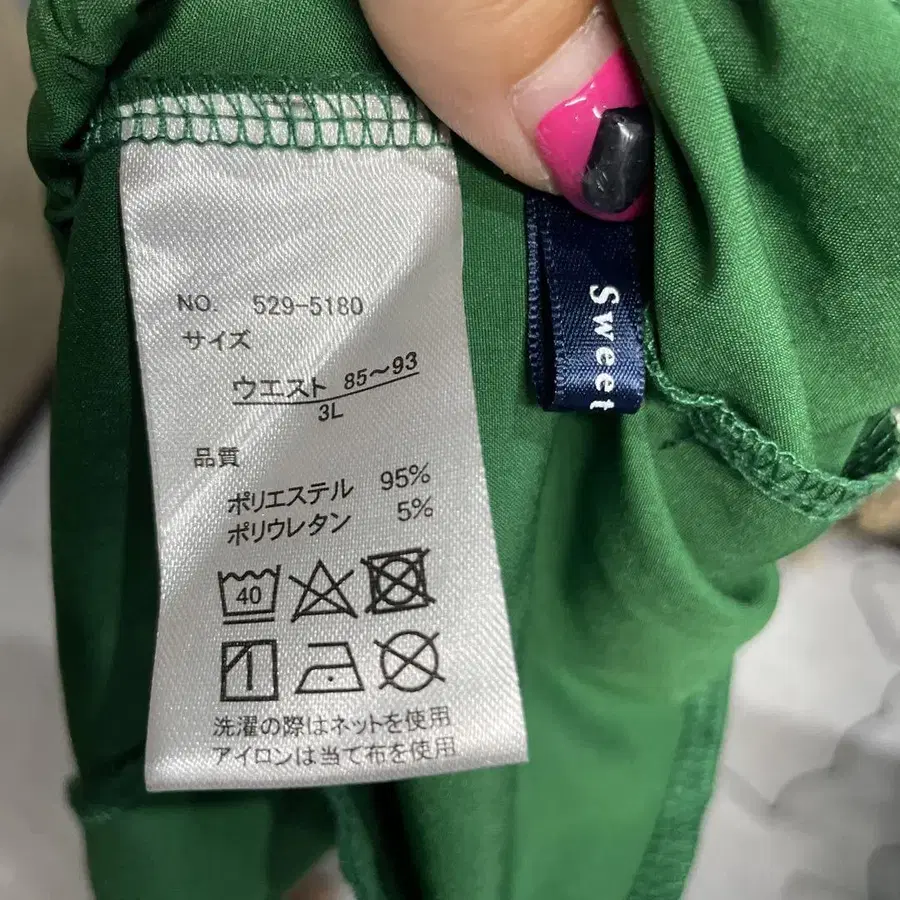 NO. 529-5180
サイズ
ウエスト 85〜93
3L
品質
ポリエステル 95%
ポリウレタン 5%
40
洗濯の際はネットを使用
アイロンは当て布を使用
Sweet